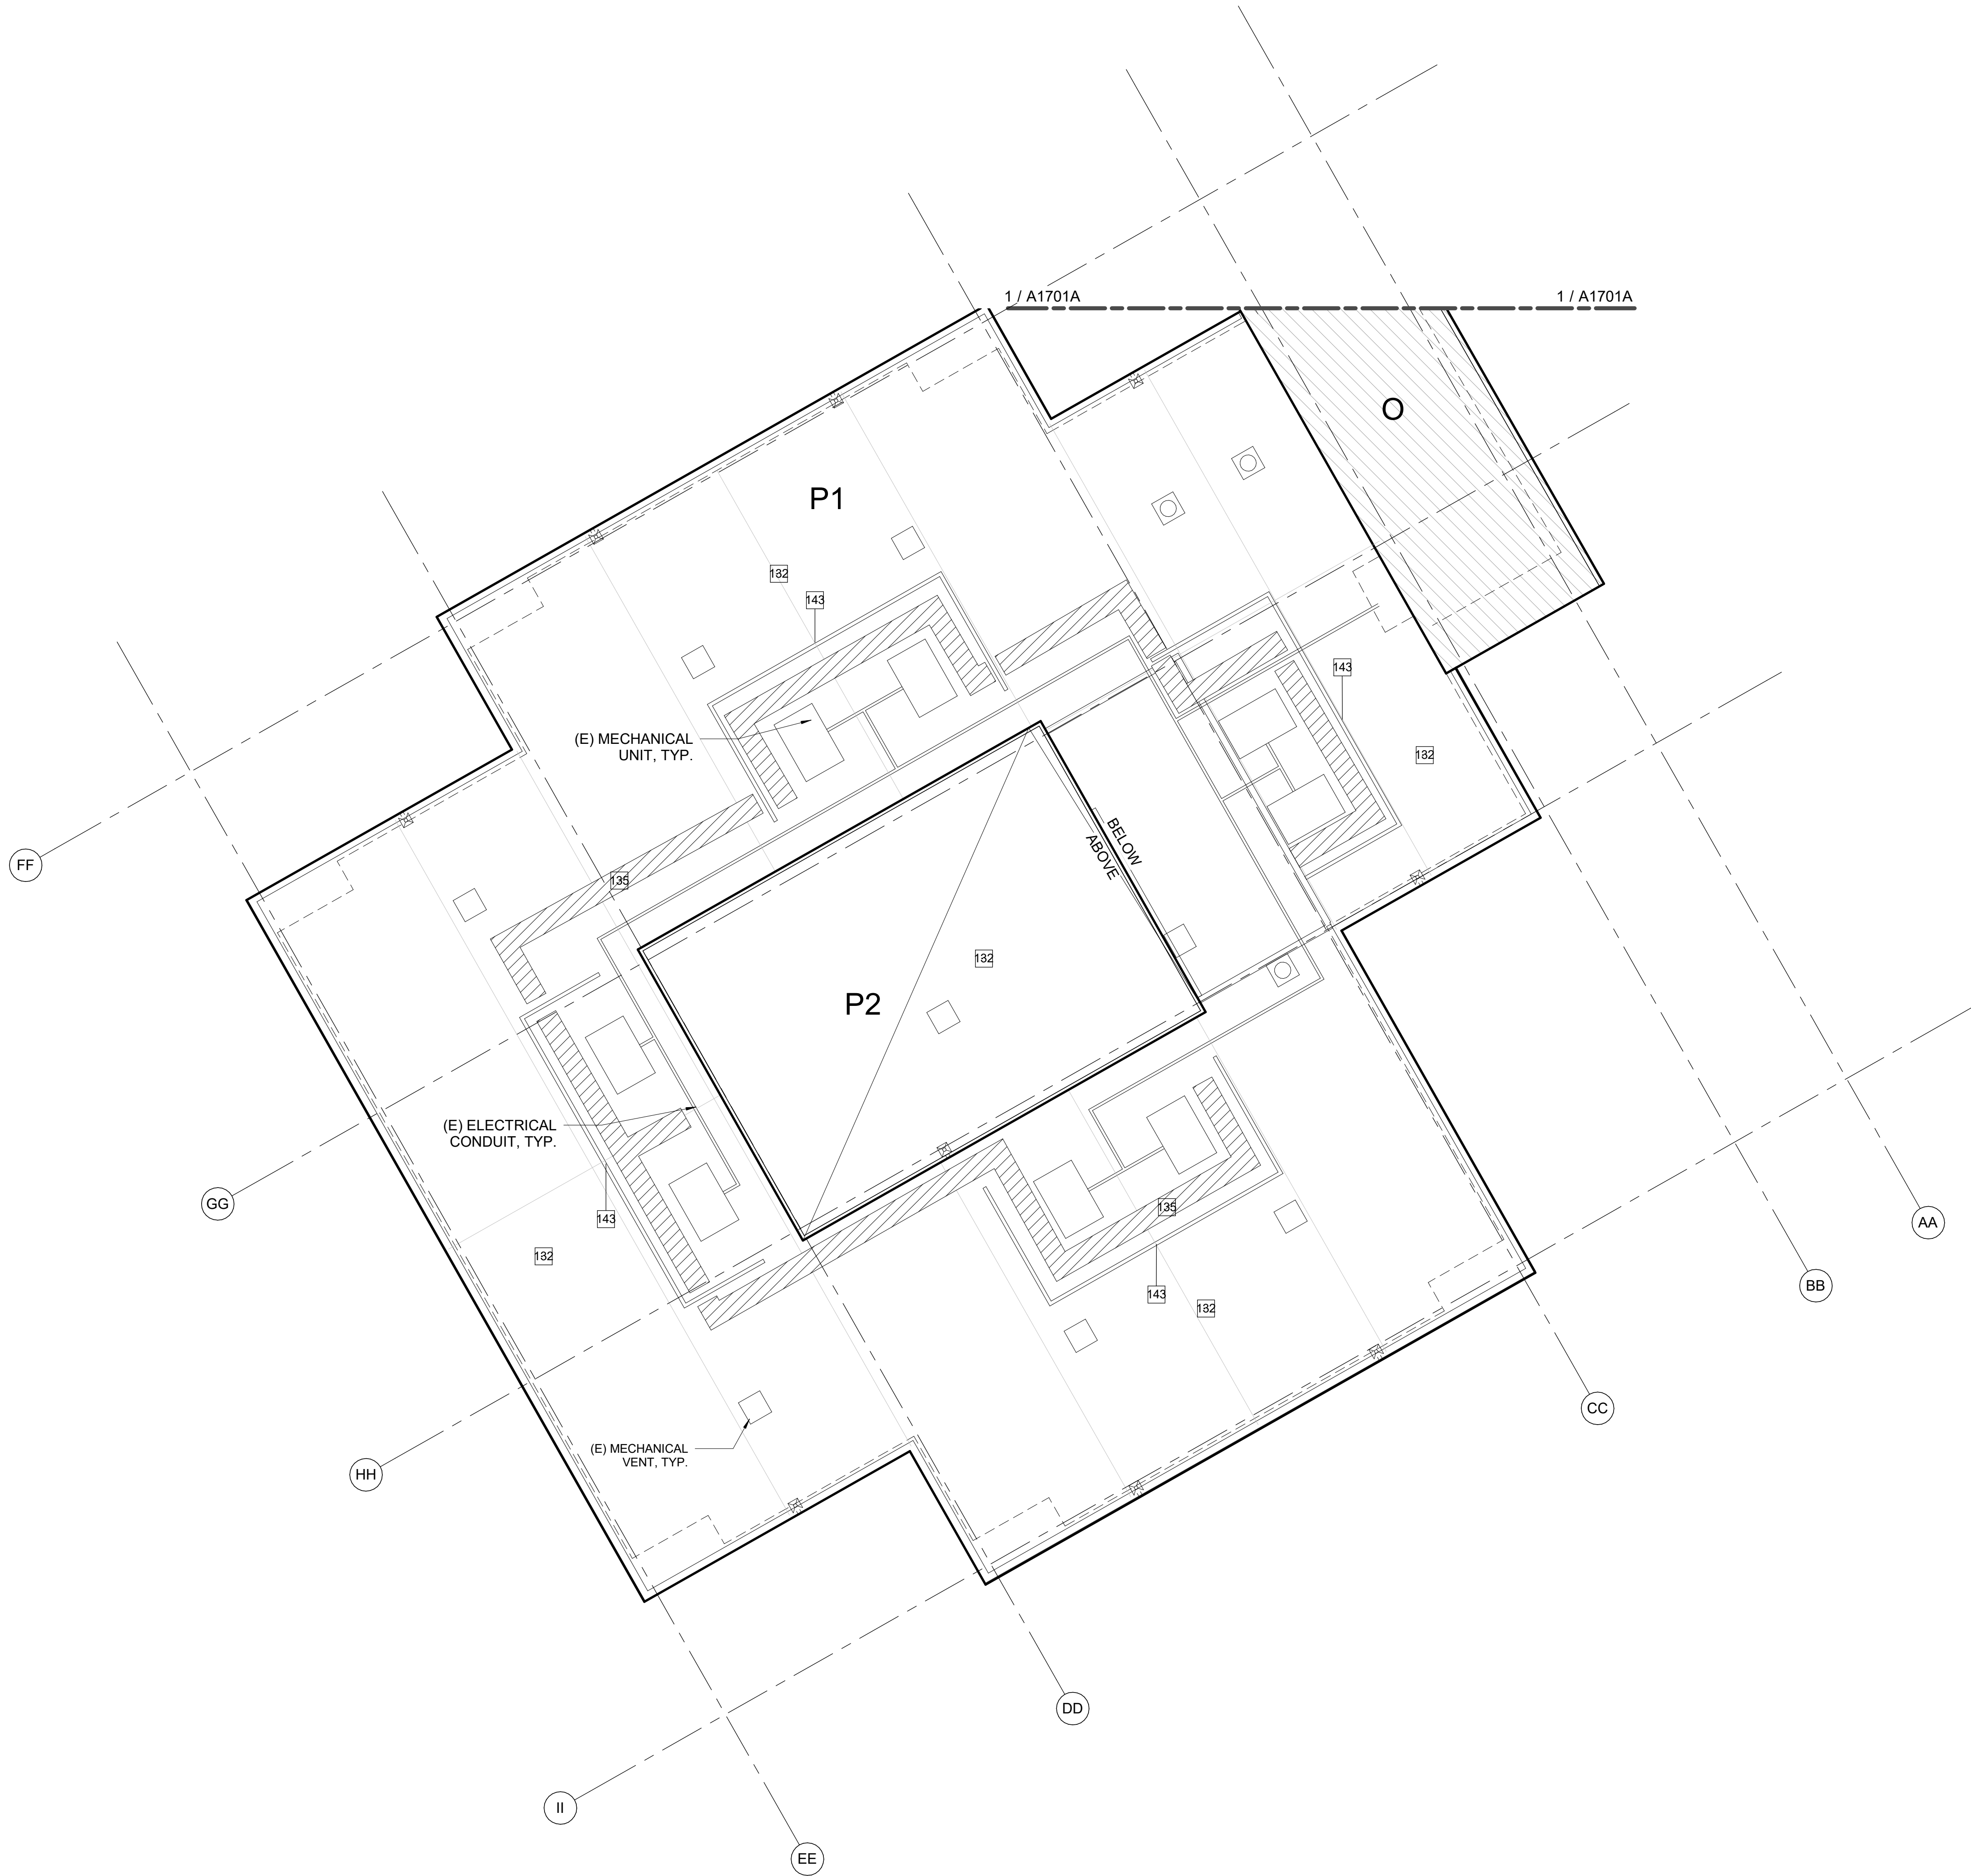 1 / A1701A
1 / A1701A
O
P1
132
143
143
(E) MECHANICAL
UNIT, TYP.
132
BELOW
ABOVE
FF
135
132
P2
(E) ELECTRICAL
CONDUIT, TYP.
GG
143
135
AA
132
BB
143
132
CC
(E) MECHANICAL
VENT, TYP.
HH
DD
II
EE